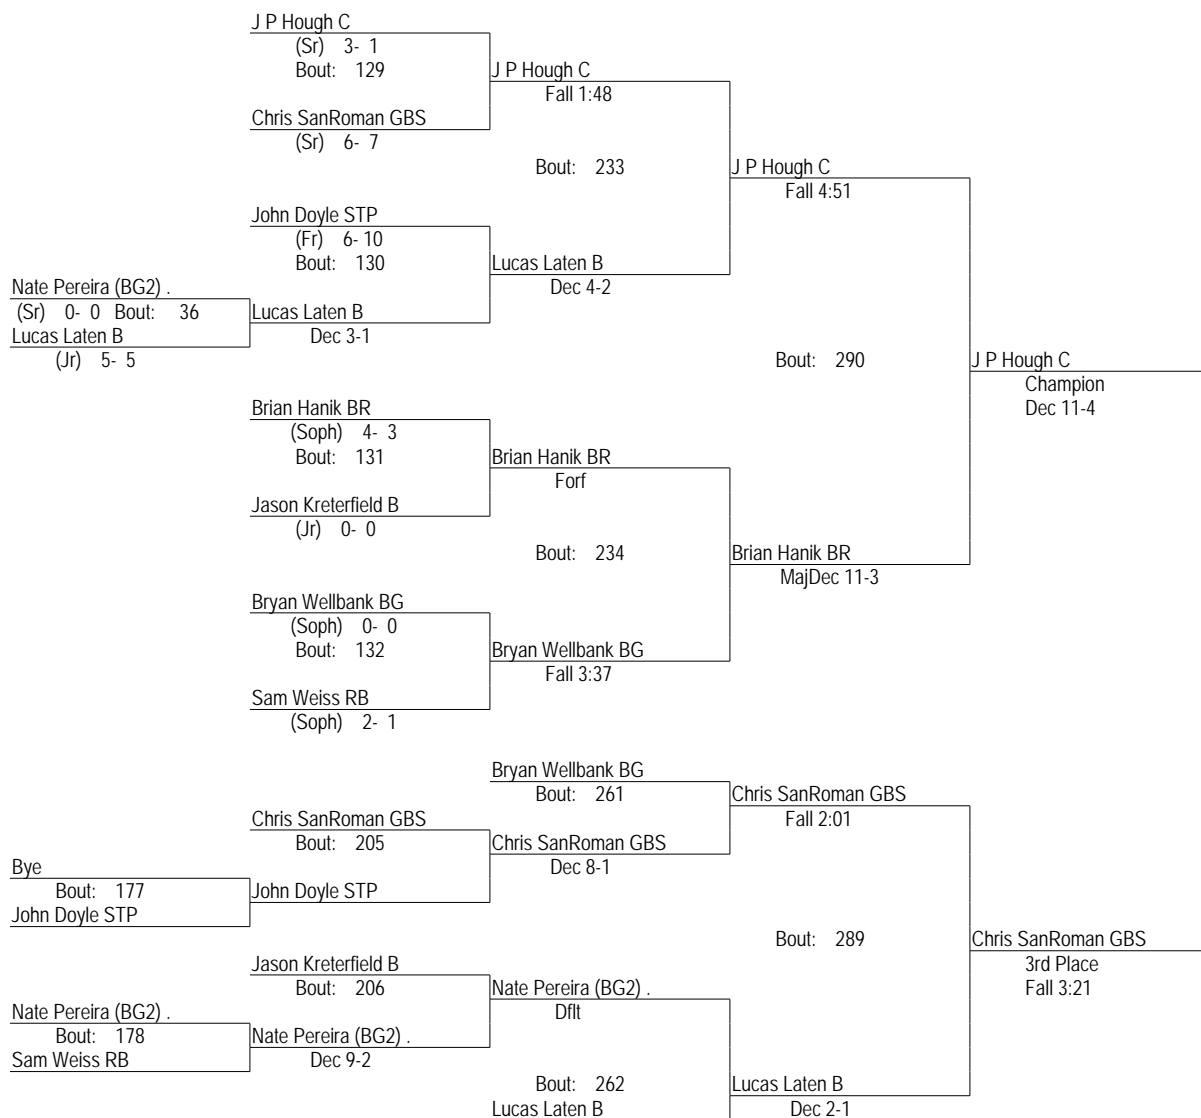 J P Hough C
(Sr) 3- 1
Bout: 129
J P Hough C
Fall 1:48
Chris SanRoman GBS
(Sr) 6- 7
Bout: 233
J P Hough C
Fall 4:51
John Doyle STP
(Fr) 6- 10
Bout: 130
Lucas Laten B
Dec 4-2
Nate Pereira (BG2) .
(Sr) 0- 0 Bout: 36
Lucas Laten B
Dec 3-1
Lucas Laten B
(Jr) 5- 5
Bout: 290
J P Hough C
Champion
Dec 11-4
Brian Hanik BR
(Soph) 4- 3
Bout: 131
Brian Hanik BR
Forf
Jason Kreterfield B
(Jr) 0- 0
Bout: 234
Brian Hanik BR
MajDec 11-3
Bryan Wellbank BG
(Soph) 0- 0
Bout: 132
Bryan Wellbank BG
Fall 3:37
Sam Weiss RB
(Soph) 2- 1
Bryan Wellbank BG
Bout: 261
Chris SanRoman GBS
Fall 2:01
Chris SanRoman GBS
Bout: 205
Chris SanRoman GBS
Dec 8-1
Bye
Bout: 177
John Doyle STP
John Doyle STP
Bout: 289
Chris SanRoman GBS
3rd Place
Fall 3:21
Jason Kreterfield B
Bout: 206
Nate Pereira (BG2) .
Dflt
Nate Pereira (BG2) .
Bout: 178
Nate Pereira (BG2) .
Dec 9-2
Sam Weiss RB
Bout: 262
Lucas Laten B
Dec 2-1
Lucas Laten B